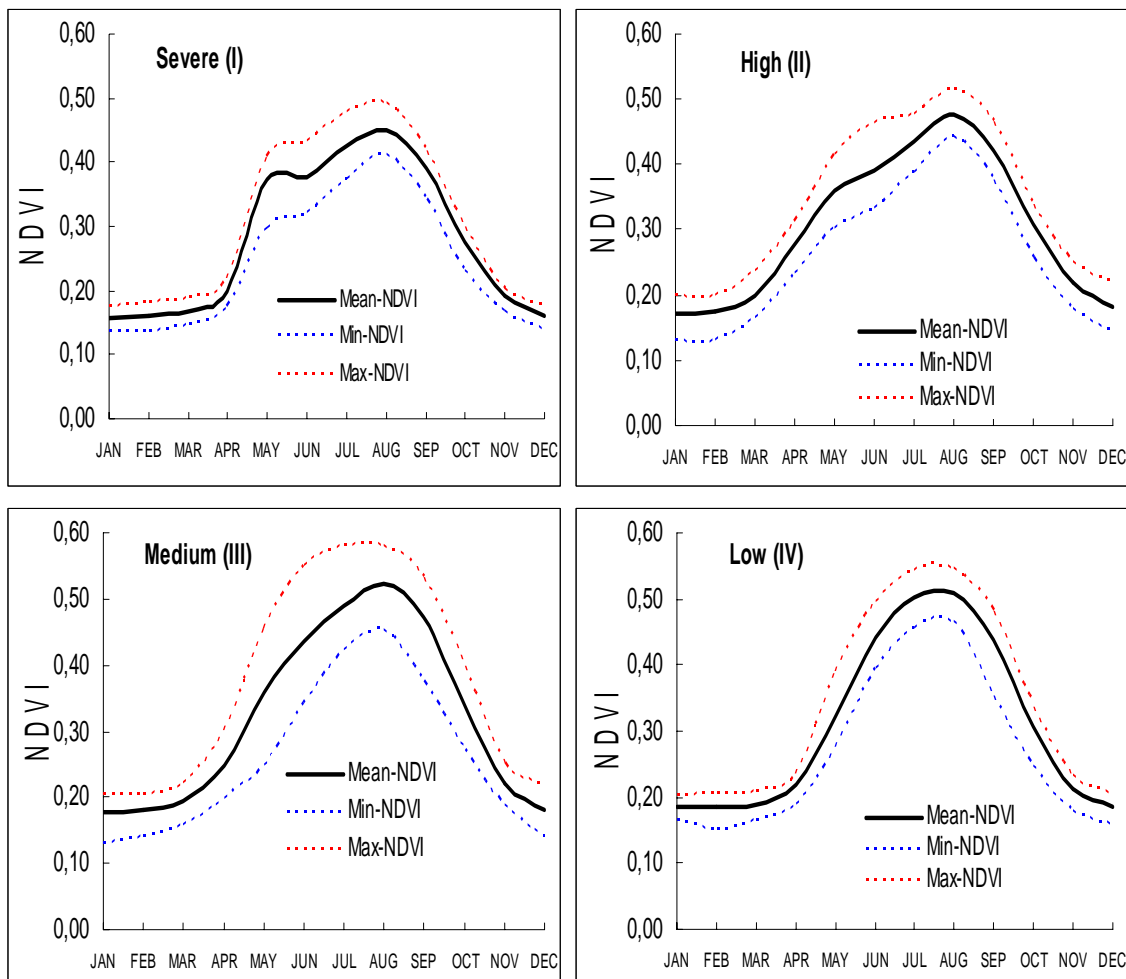 Severe (I)
N D V I
0,60
0,50
0,40
0,30
0,20
0,10
0,00
Mean-NDVI
Min-NDVI
Max-NDVI
JAN FEB MAR APR MAY JUN JUL AUG SEP OCT NOV DEC
High (II)
N D V I
0,60
0,50
0,40
0,30
0,20
0,10
0,00
Mean-NDVI
Min-NDVI
Max-NDVI
JAN FEB MAR APR MAY JUN JUL AUG SEP OCT NOV DEC
Medium (III)
N D V I
0,60
0,50
0,40
0,30
0,20
0,10
0,00
Mean-NDVI
Min-NDVI
Max-NDVI
JAN FEB MAR APR MAY JUN JUL AUG SEP OCT NOV DEC
Low (IV)
N D V I
0,60
0,50
0,40
0,30
0,20
0,10
0,00
Mean-NDVI
Min-NDVI
Max-NDVI
JAN FEB MAR APR MAY JUN JUL AUG SEP OCT NOV DEC